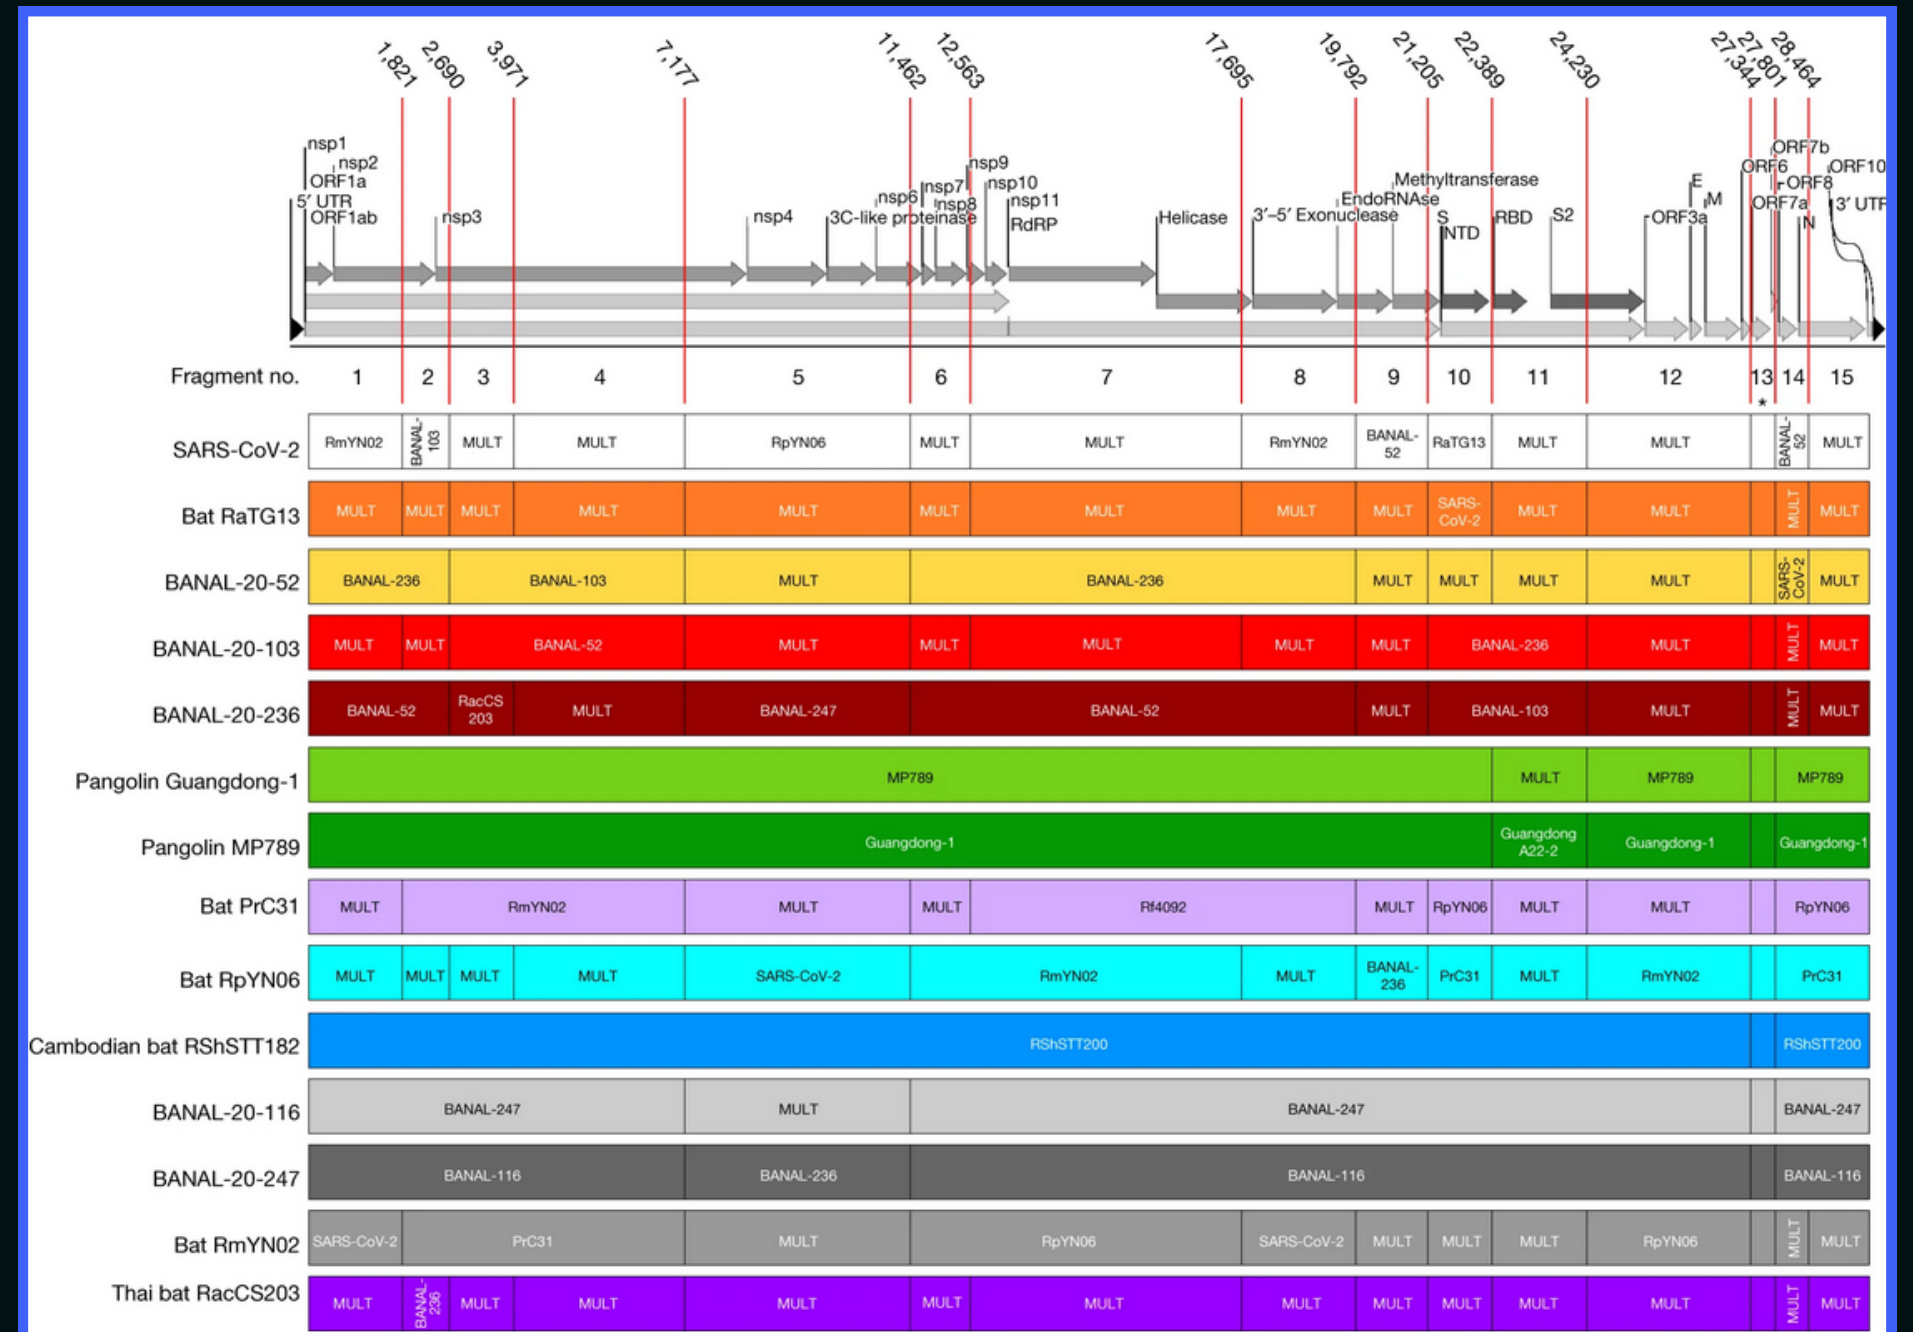 1,821
2,690
3,971
7,177
11,462
12,563
17,695
19,792
21,205
22,389
24,230
27,344
27,801
28,464
nsp1
nsp2
ORF1a
5′ UTR
ORF1ab
nsp3
nsp4
3C-like proteinase
nsp6
nsp7
nsp8
nsp9
nsp10
nsp11
RdRP
Helicase
3′–5′ Exonuclease
EndoRNAse
Methyltransferase
S
NTD
RBD
S2
ORF3a
E
M
ORF6
ORF7a
ORF7b
ORF8
N
ORF10
3′ UTF
Fragment no. 1 2 3 4 5 6 7 8 9 10 11 12 13 14 15
*
SARS-CoV-2 RmYN02 BANAL-103 MULT MULT RpYN06 MULT MULT RmYN02 BANAL-52 RaTG13 MULT MULT BANAL-52 MULT
Bat RaTG13 MULT MULT MULT MULT MULT MULT MULT MULT MULT SARS-CoV-2 MULT MULT MULT MULT
BANAL-20-52 BANAL-236 BANAL-103 MULT BANAL-236 MULT MULT MULT MULT SARS-CoV-2 MULT
BANAL-20-103 MULT MULT BANAL-52 MULT MULT MULT MULT MULT BANAL-236 MULT MULT MULT
BANAL-20-236 BANAL-52 RacCS203 MULT BANAL-247 BANAL-52 MULT BANAL-103 MULT MULT MULT
Pangolin Guangdong-1 MP789 MULT MP789 MP789
Pangolin MP789 Guangdong-1 Guangdong A22-2 Guangdong-1 Guangdong-1
Bat PrC31 MULT RmYN02 MULT MULT Rf4092 MULT RpYN06 MULT MULT RpYN06
Bat RpYN06 MULT MULT MULT MULT SARS-CoV-2 RmYN02 MULT BANAL-236 PrC31 MULT RmYN02 PrC31
Cambodian bat RShSTT182 RShSTT200 RShSTT200
BANAL-20-116 BANAL-247 MULT BANAL-247 BANAL-247
BANAL-20-247 BANAL-116 BANAL-236 BANAL-116 BANAL-116
Bat RmYN02 SARS-CoV-2 PrC31 MULT RpYN06 SARS-CoV-2 MULT MULT MULT RpYN06 MULT MULT
Thai bat RacCS203 MULT BANAL-236 MULT MULT MULT MULT MULT MULT MULT MULT MULT MULT MULT MULT